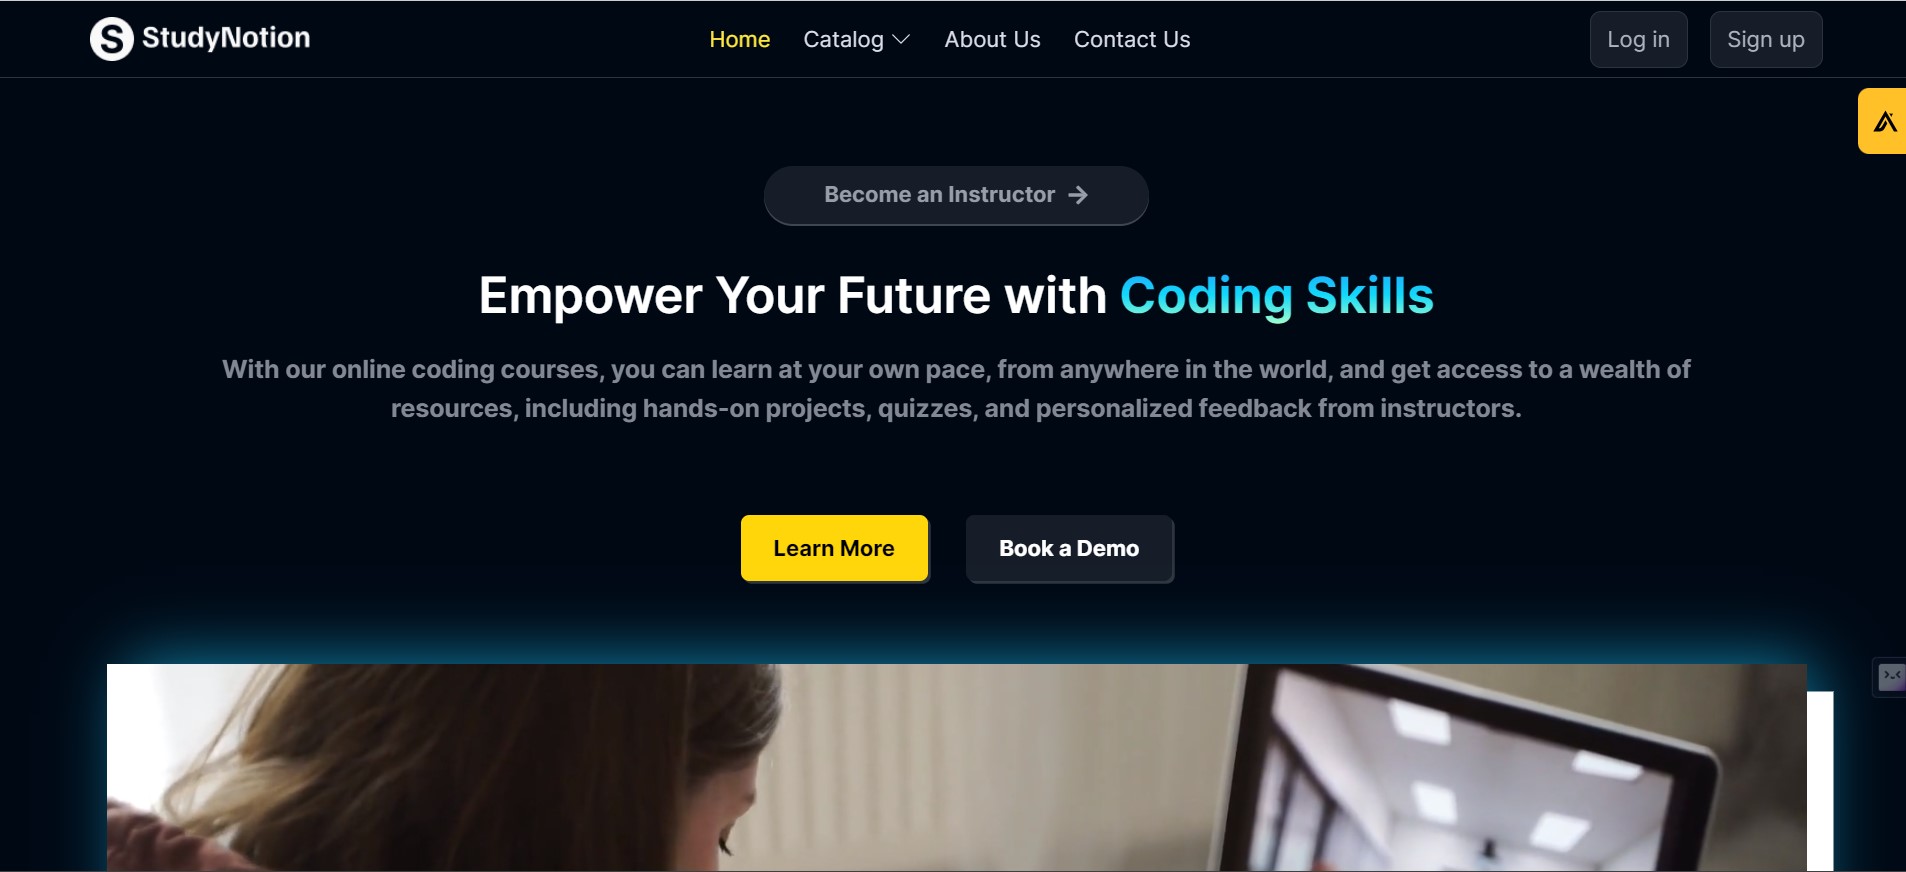 StudyNotion
Home Catalog About Us Contact Us
Log in Sign up
Become an Instructor →
Empower Your Future with Coding Skills
With our online coding courses, you can learn at your own pace, from anywhere in the world, and get access to a wealth of
resources, including hands-on projects, quizzes, and personalized feedback from instructors.
Learn More Book a Demo